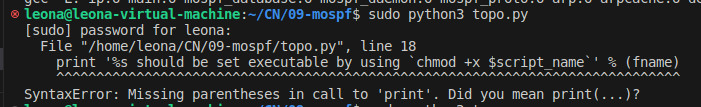 leona@leona-virtual-machine:~/CN/09-mospf$ sudo python3 topo.py
[sudo] password for leona:
  File "/home/leona/CN/09-mospf/topo.py", line 18
    print '%s should be set executable by using `chmod +x $script_name`' % (fname)
    ^^^^^^^^^^^^^^^^^^^^^^^^^^^^^^^^^^^^^^^^^^^^^^^^^^^^^^^^^^^^^^^^^^^^^^^^^^^^^^
SyntaxError: Missing parentheses in call to 'print'. Did you mean print(...)?